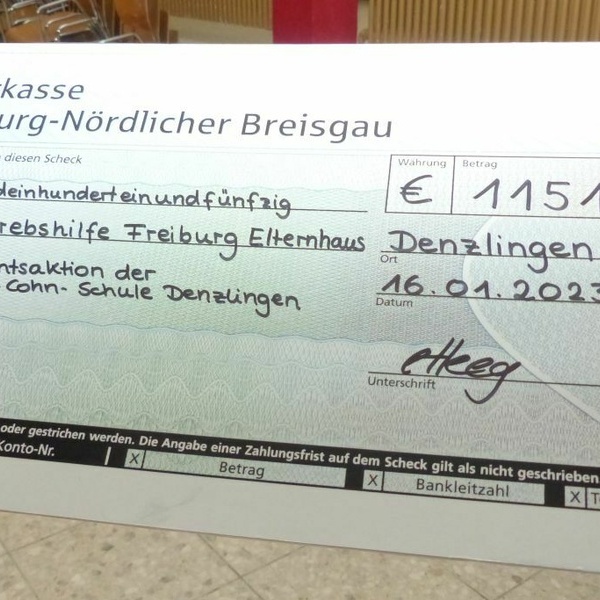 kasse
urg-Nördlicher Breisgau
diesen Scheck
Währung Betrag
€ 1151
deinhunderteinundfünfzig
rebshilfe Freiburg Elternhaus
Denzlingen
Ort
ntsaktion der
Cohn- Schule Denzlingen
16.01.2023
Datum
Unterschrift
oder gestrichen werden. Die Angabe einer Zahlungsfrist auf dem Scheck gilt als nicht geschrieben.
Konto-Nr. X Betrag X Bankleitzahl X T